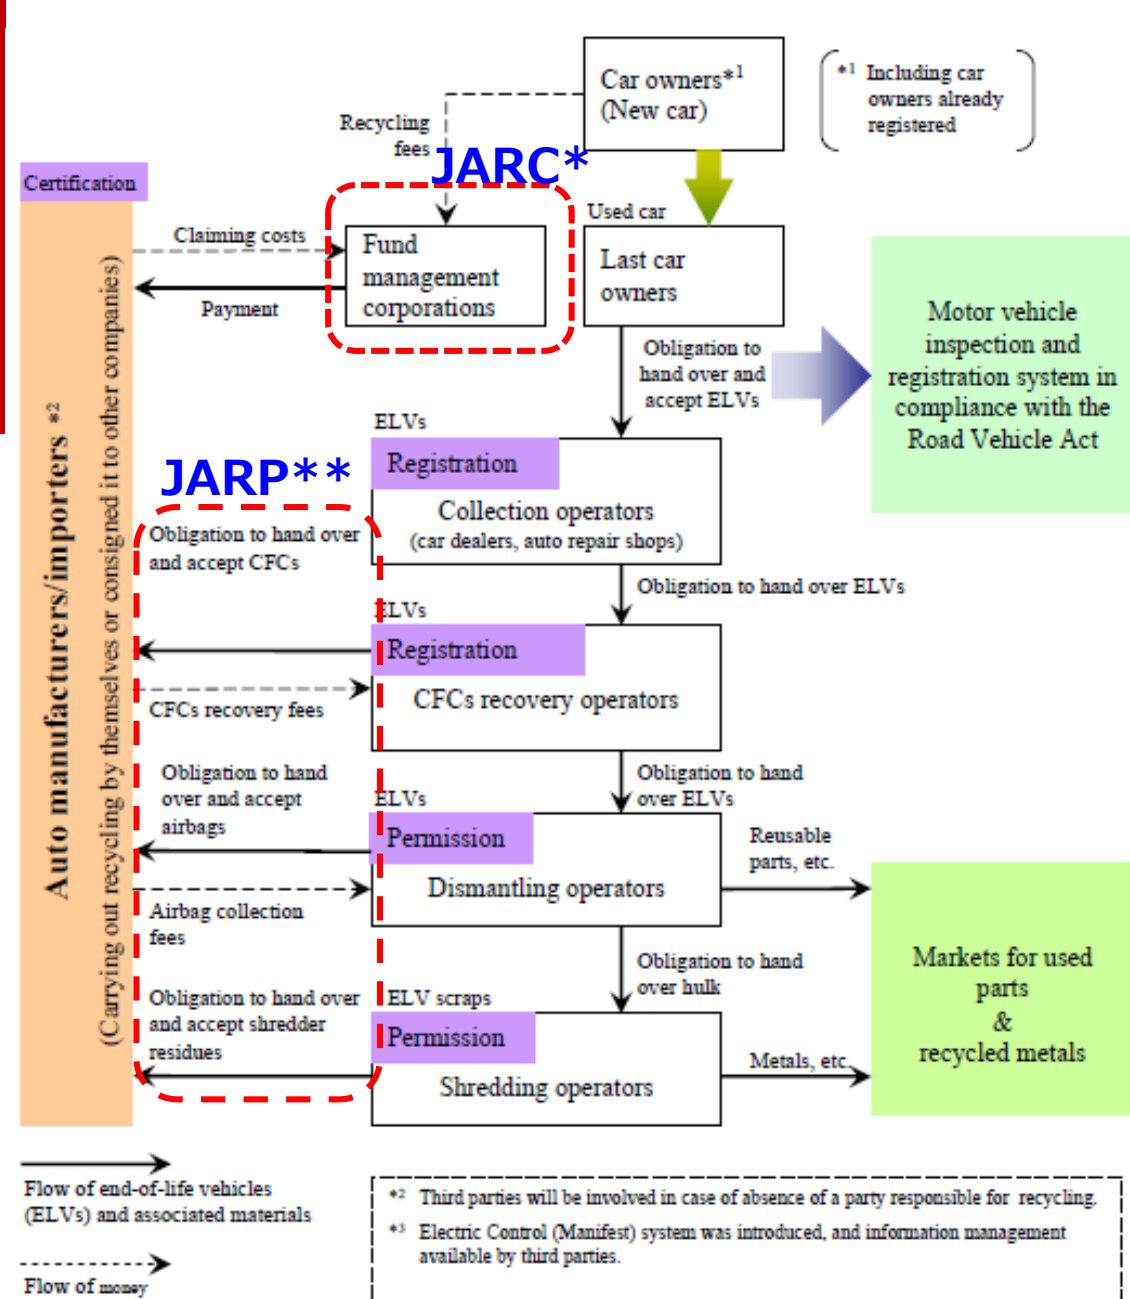 Car owners*1
(New car)
*1 Including car
owners already
registered
Recycling
fees
JARC*
Certification
Used car
Claiming costs
Fund
management
corporations
Last car
owners
Payment
Motor vehicle
inspection and
registration system in
compliance with the
Road Vehicle Act
Obligation to
hand over and
accept ELVs
Auto manufacturers/importers *2
(Carrying out recycling by themselves or consigned it to other companies)
ELVs
Registration
Collection operators
(car dealers, auto repair shops)
JARP**
Obligation to hand over
and accept CFCs
Obligation to hand over ELVs
ELVs
Registration
CFCs recovery operators
CFCs recovery fees
Obligation to hand
over and accept
airbags
Obligation to hand
over ELVs
ELVs
Permission
Dismantling operators
Reusable
parts, etc.
Airbag collection
fees
Obligation to hand
over hulk
Markets for used
parts
&
recycled metals
Obligation to hand over
and accept shredder
residues
ELV scraps
Permission
Shredding operators
Metals, etc.
Flow of end-of-life vehicles
(ELVs) and associated materials
Flow of money
*2 Third parties will be involved in case of absence of a party responsible for recycling.
*3 Electric Control (Manifest) system was introduced, and information management
available by third parties.